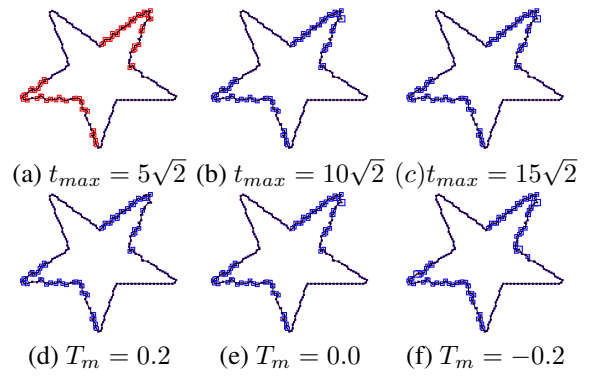 (a) $t_{max} = 5\sqrt{2}$ (b) $t_{max} = 10\sqrt{2}$ (c)$t_{max} = 15\sqrt{2}$
(d) $T_m = 0.2$ (e) $T_m = 0.0$ (f) $T_m = -0.2$